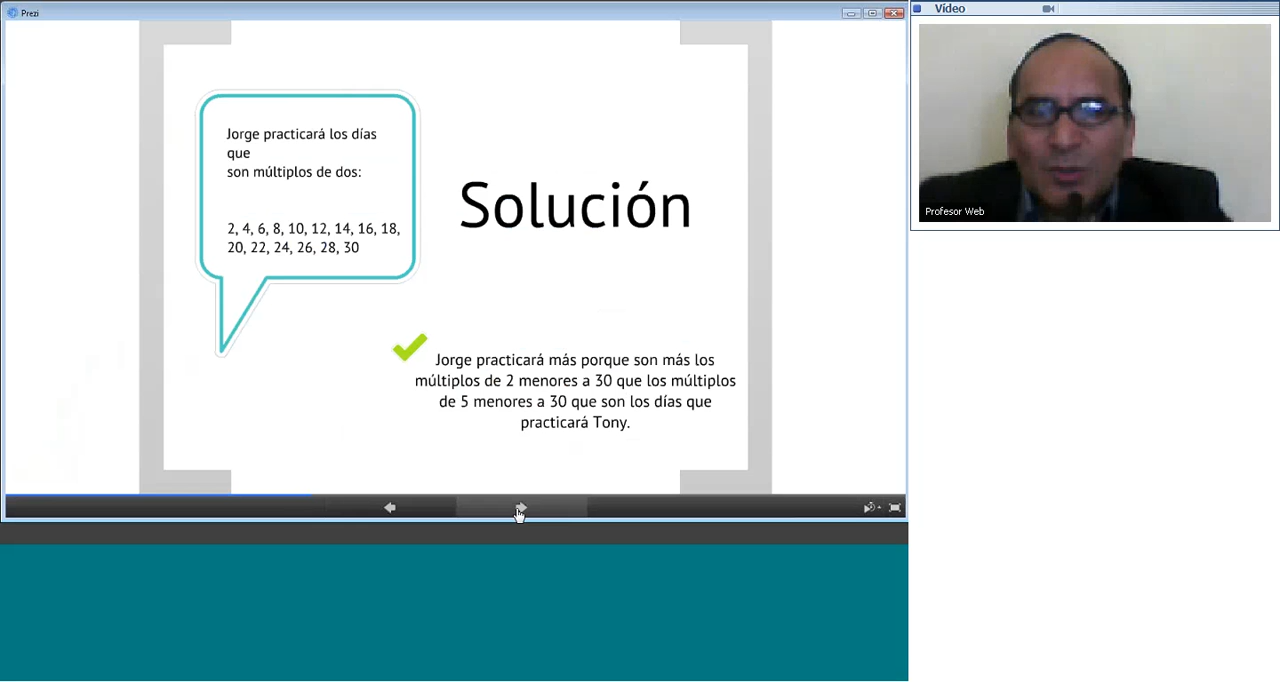 Prezi
Jorge practicará los días
que
son múltiplos de dos:
2, 4, 6, 8, 10, 12, 14, 16, 18,
20, 22, 24, 26, 28, 30
Solución
Jorge practicará más porque son más los
múltiplos de 2 menores a 30 que los múltiplos
de 5 menores a 30 que son los días que
practicará Tony.
Vídeo
Profesor Web